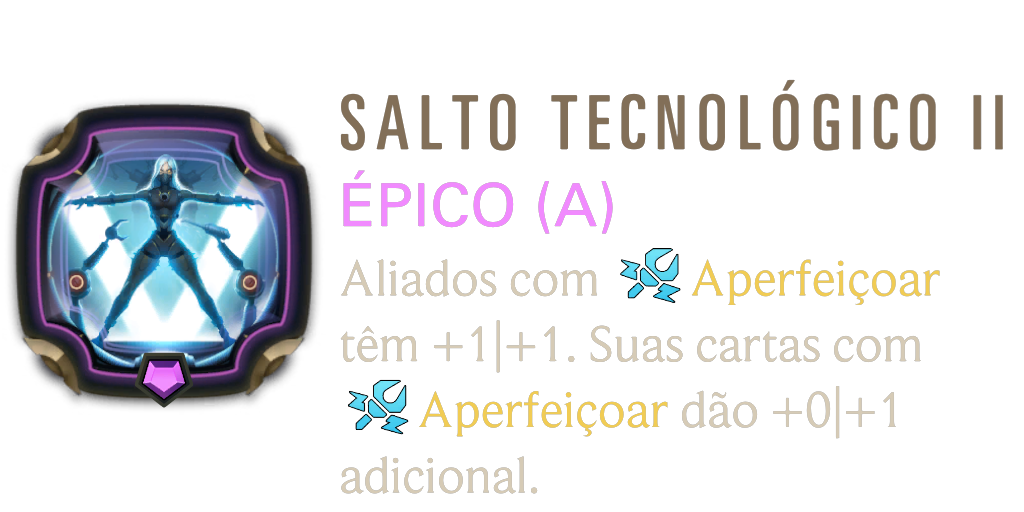 SALTO TECNOLÓGICO II
ÉPICO (A)
Aliados com Aperfeiçoar
têm +1|+1. Suas cartas com
Aperfeiçoar dão +0|+1
adicional.